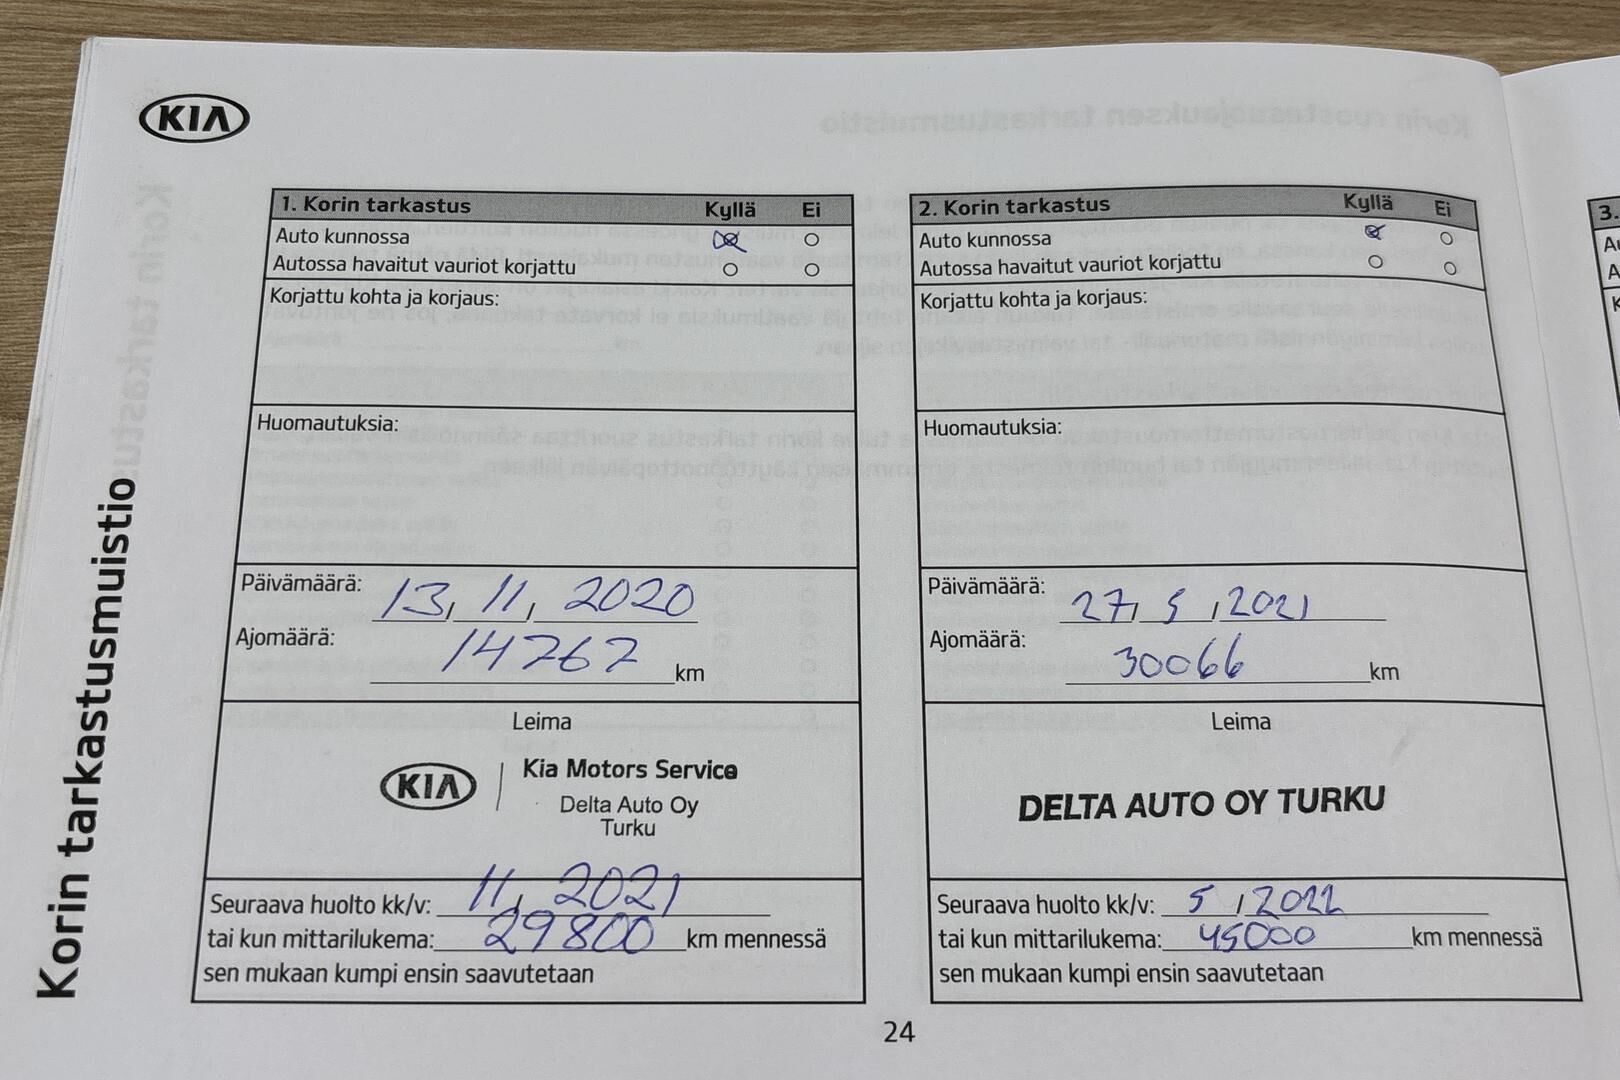 KIA
Korin tarkastusmuistio
1. Korin tarkastus Kyllä Ei
Auto kunnossa
Autossa havaitut vauriot korjattu
Korjattu kohta ja korjaus:
Huomautuksia:
Päivämäärä: 13, 11, 2020
Ajomäärä: 14767 km
Leima
KIA
Kia Motors Service
Delta Auto Oy
Turku
Seuraava huolto kk/v: 11, 2021
tai kun mittarilukema: 29800 km mennessä
sen mukaan kumpi ensin saavutetaan
2. Korin tarkastus Kyllä Ei
Auto kunnossa
Autossa havaitut vauriot korjattu
Korjattu kohta ja korjaus:
Huomautuksia:
Päivämäärä: 27, 5, 2021
Ajomäärä: 30066 km
Leima
DELTA AUTO OY TURKU
Seuraava huolto kk/v: 5, 2022
tai kun mittarilukema: 45000 km mennessä
sen mukaan kumpi ensin saavutetaan
24
3.